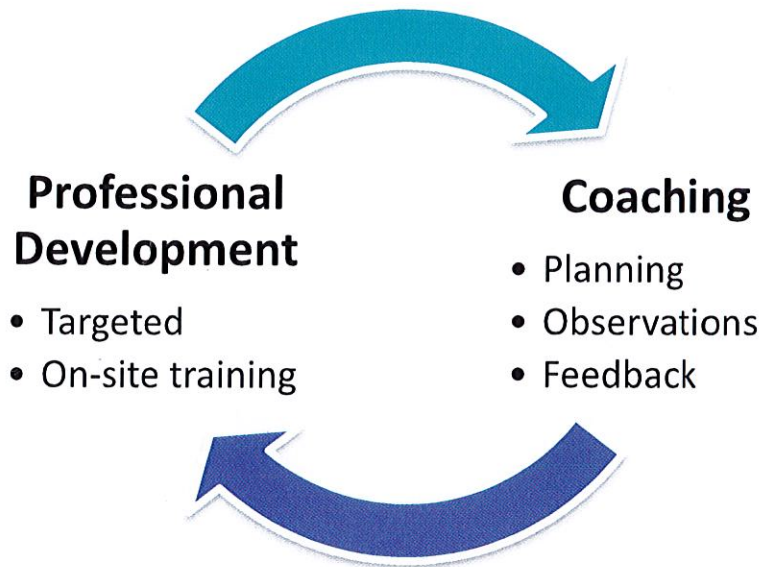 Professional
Development
• Targeted
• On-site training
Coaching
• Planning
• Observations
• Feedback